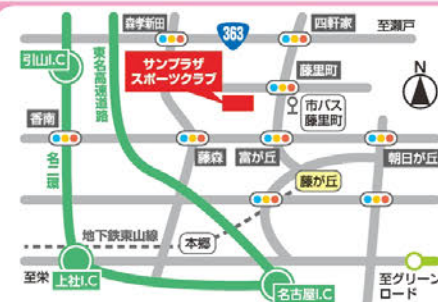 森孝新田
363
四軒家
至瀬戸
引山I.C
東名高速道路
サンプラザ
スポーツクラブ
藤里町
N
市バス
藤里町
香南
藤森
富が丘
朝日が丘
名二環
藤が丘
地下鉄東山線
本郷
至栄
上社I.C
名古屋I.C
至グリーン
ロード